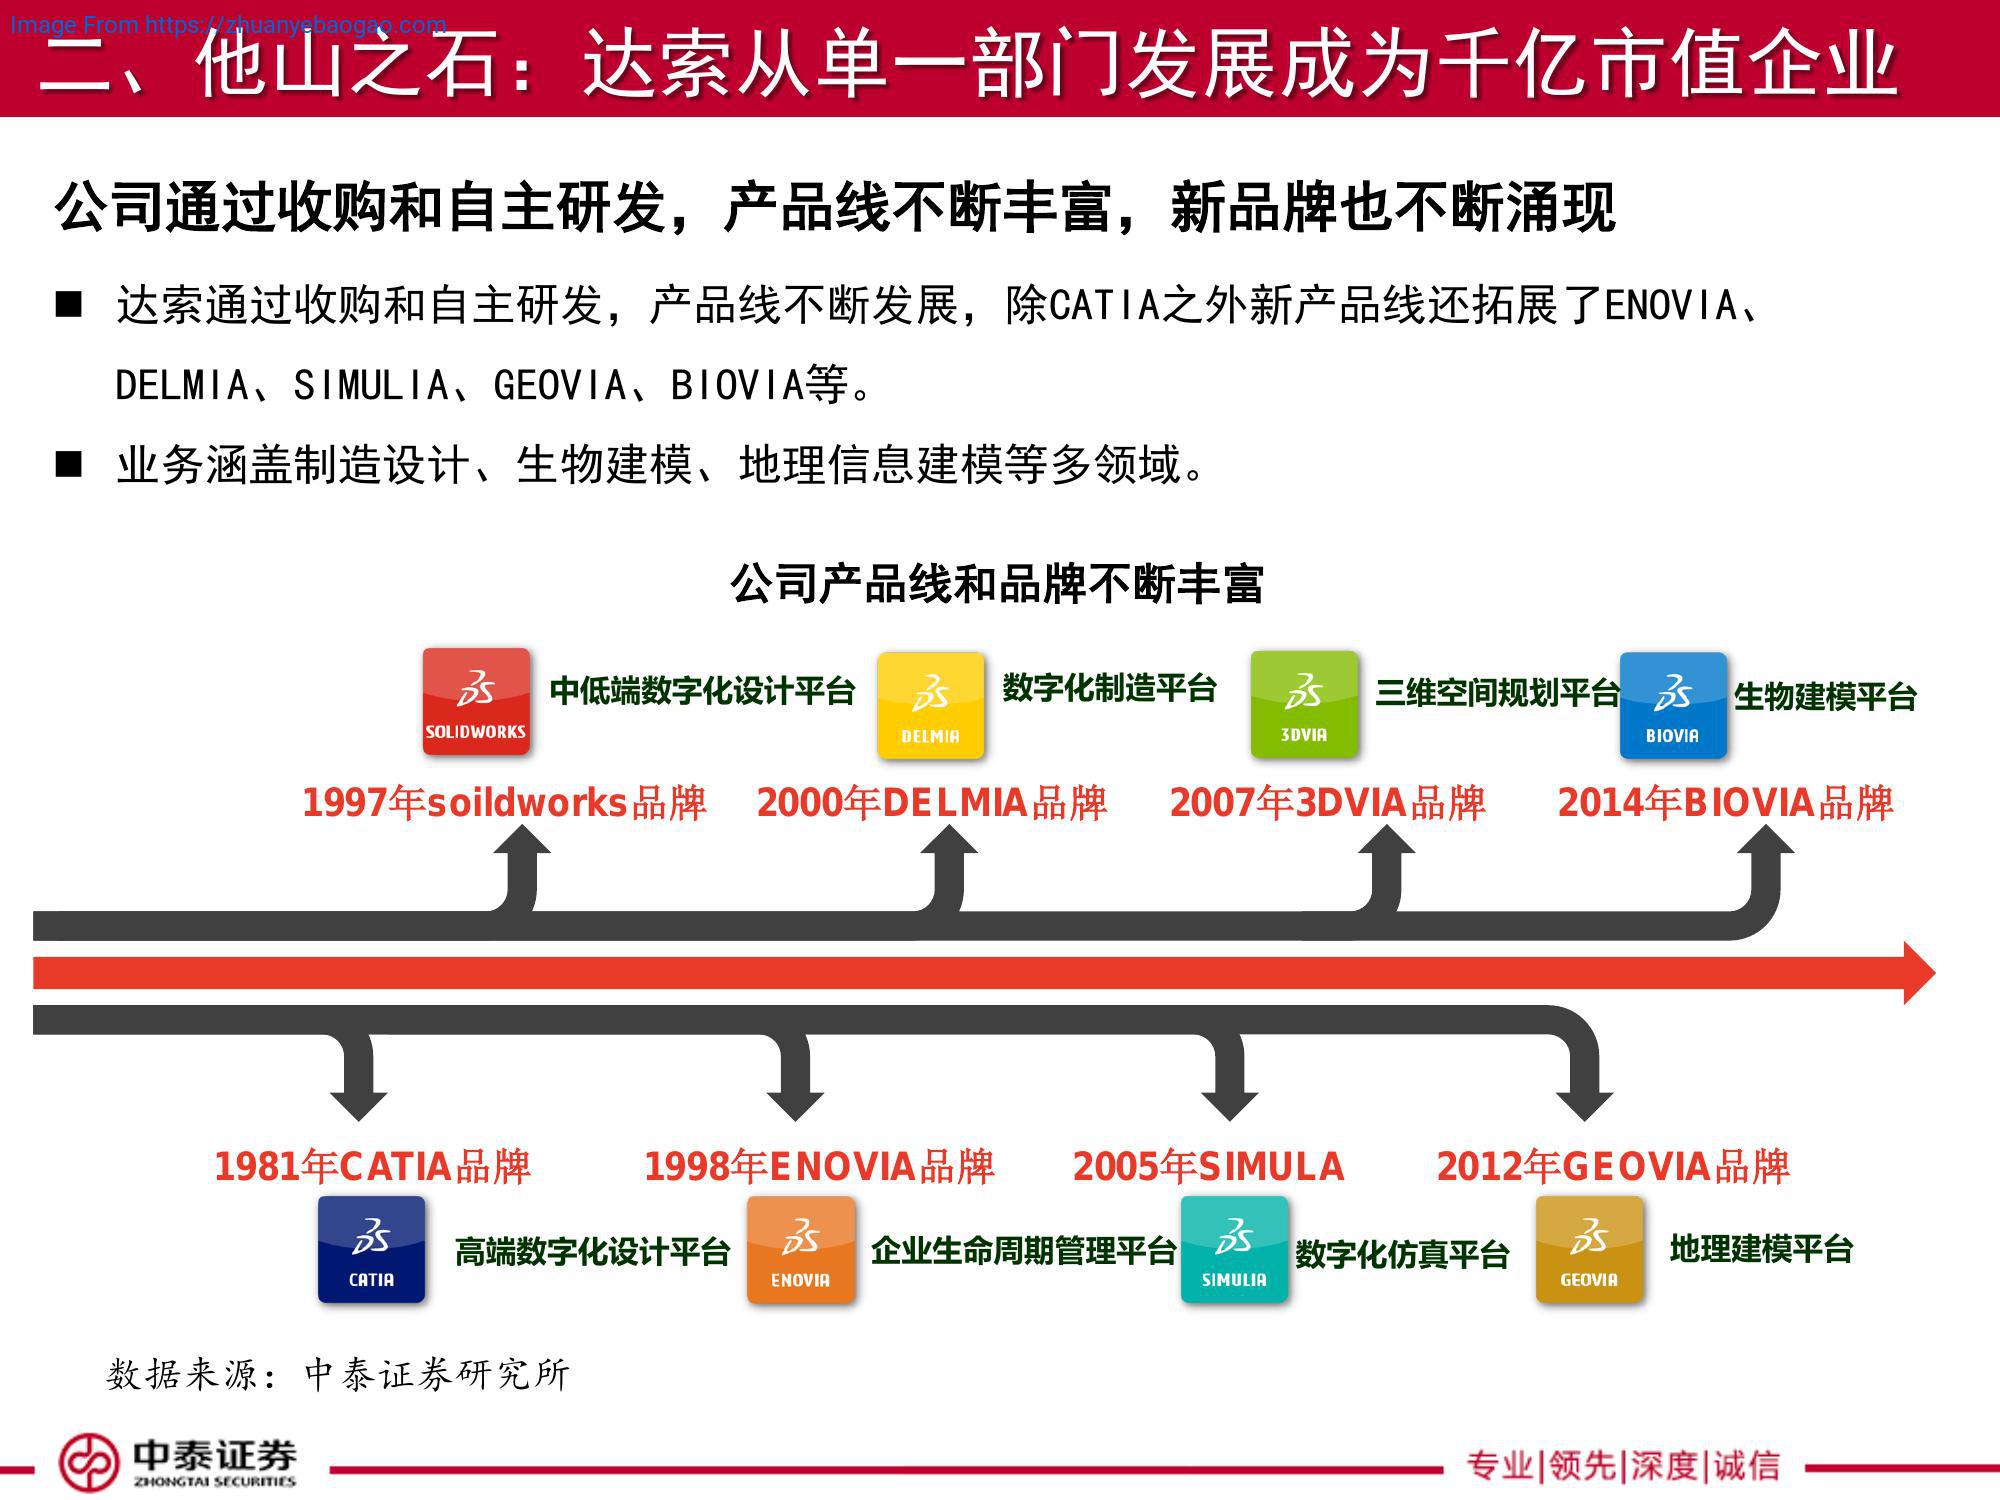 Image From https://zhuanyebaogao.com
二、他山之石：达索从单一部门发展成为千亿市值企业
公司通过收购和自主研发，产品线不断丰富，新品牌也不断涌现
■ 达索通过收购和自主研发，产品线不断发展，除CATIA之外新产品线还拓展了ENOVIA、
DELMIA、SIMULIA、GEOVIA、BIOVIA等。
■ 业务涵盖制造设计、生物建模、地理信息建模等多领域。
公司产品线和品牌不断丰富
SOLIDWORKS 中低端数字化设计平台 DELMIA 数字化制造平台 3DVIA 三维空间规划平台 BIOVIA 生物建模平台
1997年soildworks品牌 2000年DELMIA品牌 2007年3DVIA品牌 2014年BIOVIA品牌
1981年CATIA品牌 1998年ENOVIA品牌 2005年SIMULA 2012年GEOVIA品牌
CATIA 高端数字化设计平台 ENOVIA 企业生命周期管理平台 SIMULIA 数字化仿真平台 GEOVIA 地理建模平台
数据来源：中泰证券研究所
中泰证券
ZHONGTAI SECURITIES
专业|领先|深度|诚信